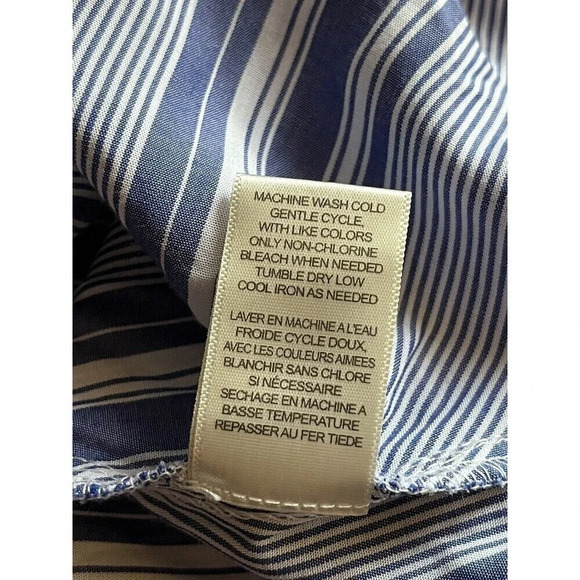 MACHINE WASH COLD
GENTLE CYCLE,
WITH LIKE COLORS
ONLY NON-CHLORINE
BLEACH WHEN NEEDED
TUMBLE DRY LOW
COOL IRON AS NEEDED
LAVER EN MACHINE A L'EAU
FROIDE CYCLE DOUX,
AVEC LES COULEURS AIMEES
BLANCHIR SANS CHLORE
SI NÉCESSAIRE
SECHAGE EN MACHINE A
BASSE TEMPERATURE
REPASSER AU FER TIEDE